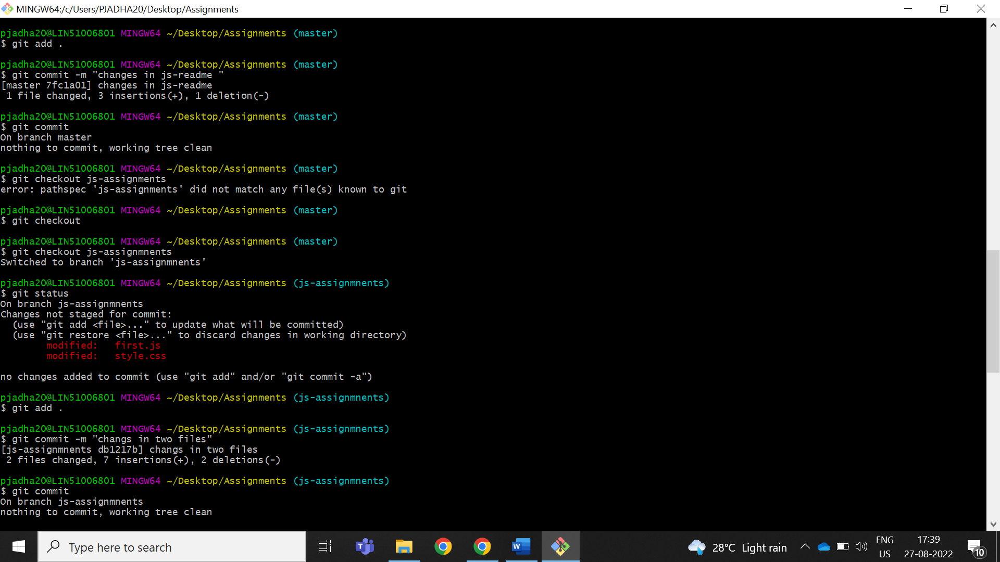 MINGW64:/c/Users/PJADHA20/Desktop/Assignments
pjadha20@LIN51006801 MINGW64 ~/Desktop/Assignments (master)
$ git add .
pjadha20@LIN51006801 MINGW64 ~/Desktop/Assignments (master)
$ git commit -m "changes in js-readme "
[master 7fc1a01] changes in js-readme
1 file changed, 3 insertions(+), 1 deletion(-)
pjadha20@LIN51006801 MINGW64 ~/Desktop/Assignments (master)
$ git commit
On branch master
nothing to commit, working tree clean
pjadha20@LIN51006801 MINGW64 ~/Desktop/Assignments (master)
$ git checkout js-assignments
error: pathspec 'js-assignments' did not match any file(s) known to git
pjadha20@LIN51006801 MINGW64 ~/Desktop/Assignments (master)
$ git checkout
pjadha20@LIN51006801 MINGW64 ~/Desktop/Assignments (master)
$ git checkout js-assignmnents
Switched to branch 'js-assignmnents'
pjadha20@LIN51006801 MINGW64 ~/Desktop/Assignments (js-assignmnents)
$ git status
On branch js-assignmnents
Changes not staged for commit:
(use "git add <file>..." to update what will be committed)
(use "git restore <file>..." to discard changes in working directory)
modified: first.js
modified: style.css
no changes added to commit (use "git add" and/or "git commit -a")
pjadha20@LIN51006801 MINGW64 ~/Desktop/Assignments (js-assignmnents)
$ git add .
pjadha20@LIN51006801 MINGW64 ~/Desktop/Assignments (js-assignmnents)
$ git commit -m "changs in two files"
[js-assignmnents db1217b] changs in two files
2 files changed, 7 insertions(+), 2 deletions(-)
pjadha20@LIN51006801 MINGW64 ~/Desktop/Assignments (js-assignmnents)
$ git commit
On branch js-assignmnents
nothing to commit, working tree clean
Type here to search
28°C Light rain
ENG
US
17:39
27-08-2022
10